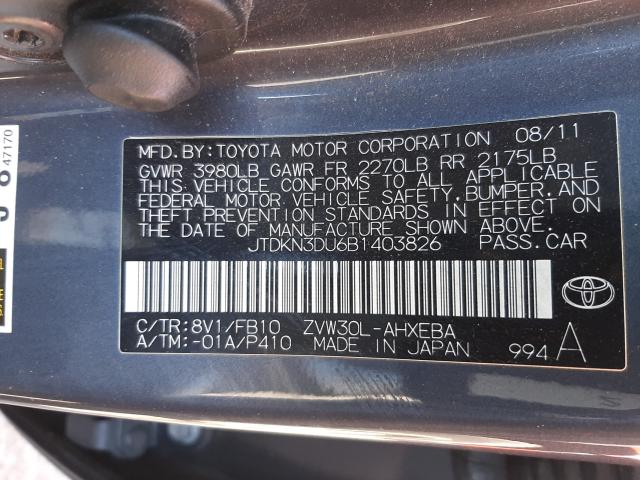 MFD.BY:TOYOTA MOTOR CORPORATION 08/11
GVWR 3980LB GAWR FR 2270LB RR 2175LB
THIS VEHICLE CONFORMS TO ALL APPLICABLE
FEDERAL MOTOR VEHICLE SAFETY,BUMPER,AND
THEFT PREVENTION STANDARDS IN EFFECT ON
THE DATE OF MANUFACTURE SHOWN ABOVE.
JTDKN3DU6B1403826 PASS.CAR
C/TR:8V1/FB10 ZVW30L-AHXEBA
A/TM:-01A/P410 MADE IN JAPAN 994 A
47170